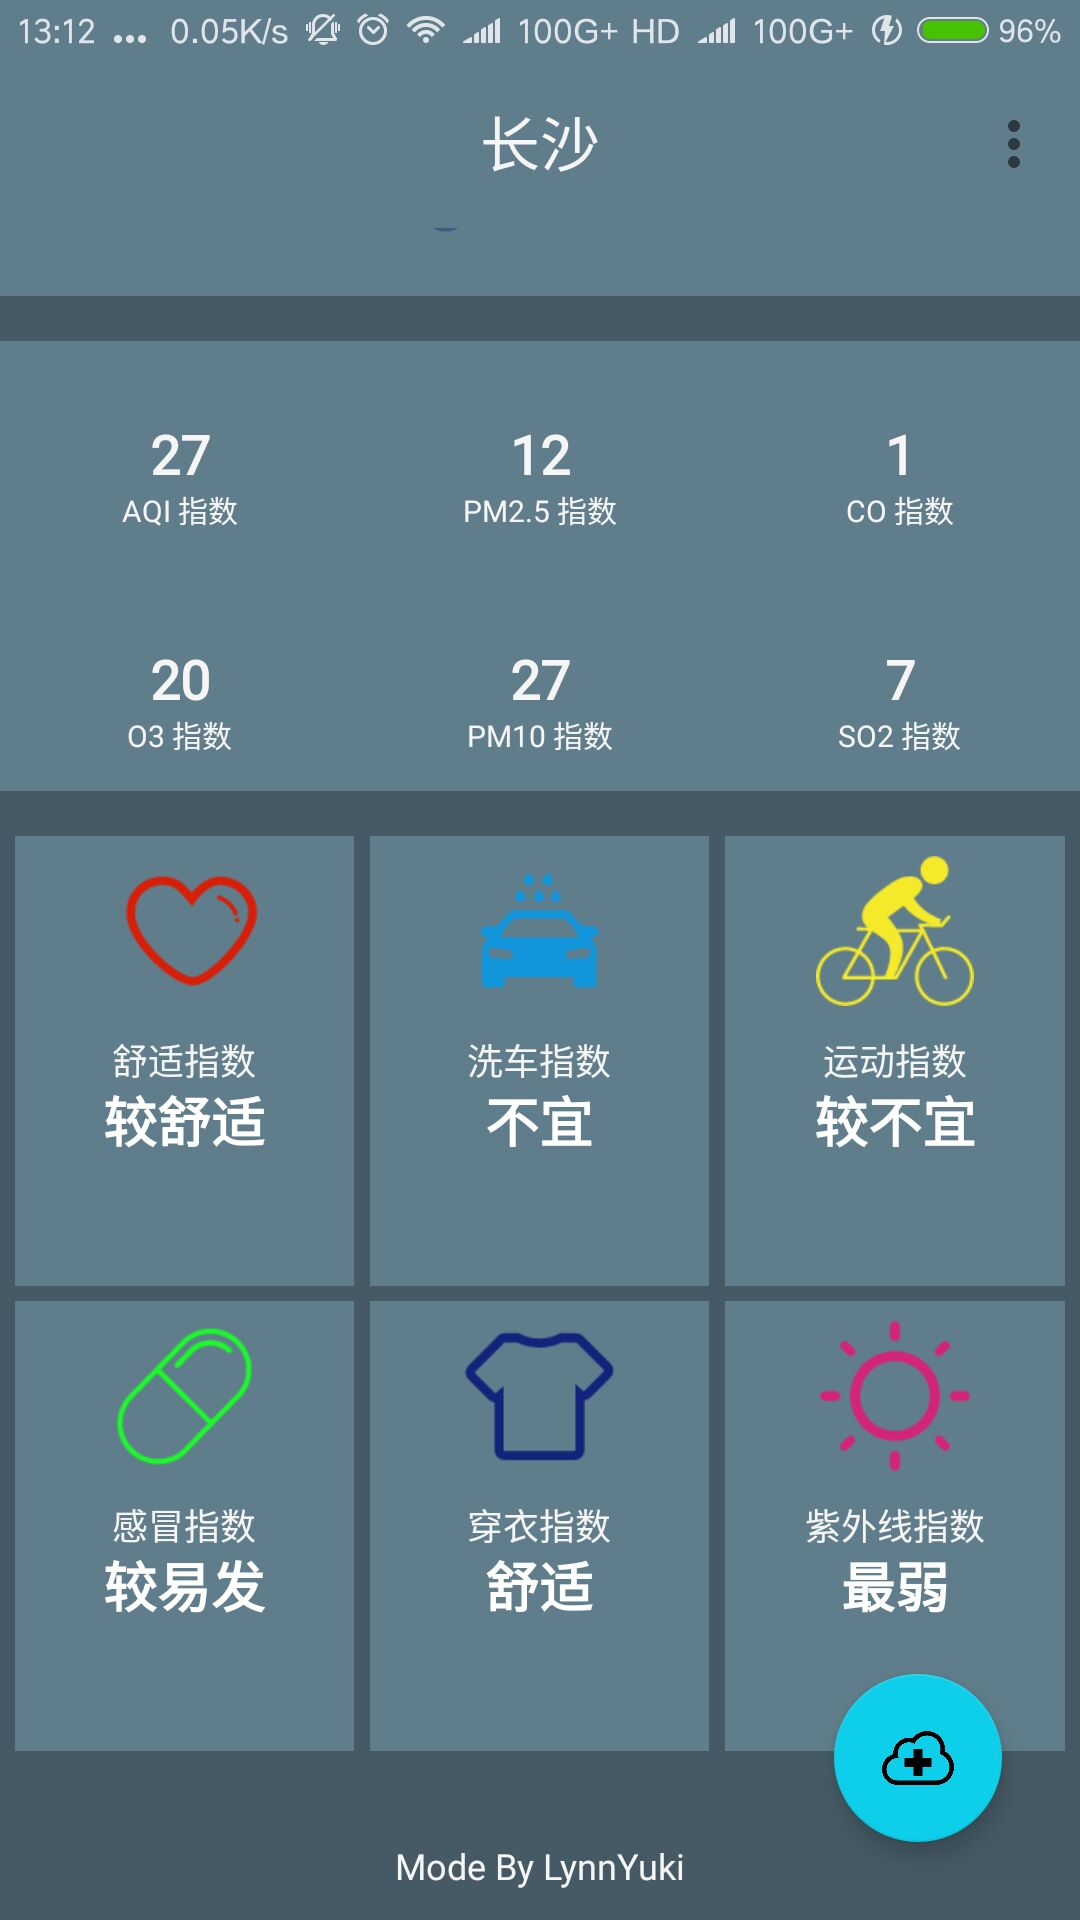 13:12 ... 0.05K/s 100G+ HD 100G+ 96%
长沙
27 12 1
AQI 指数 PM2.5 指数 CO 指数
20 27 7
O3 指数 PM10 指数 SO2 指数
舒适指数 洗车指数 运动指数
较舒适 不宜 较不宜
感冒指数 穿衣指数 紫外线指数
较易发 舒适 最弱
Mode By LynnYuki